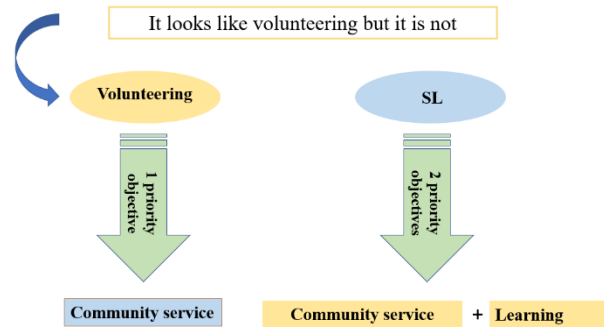 It looks like volunteering but it is not
Volunteering
SL
1 priority
objective
2 priority
objectives
Community service
Community service + Learning